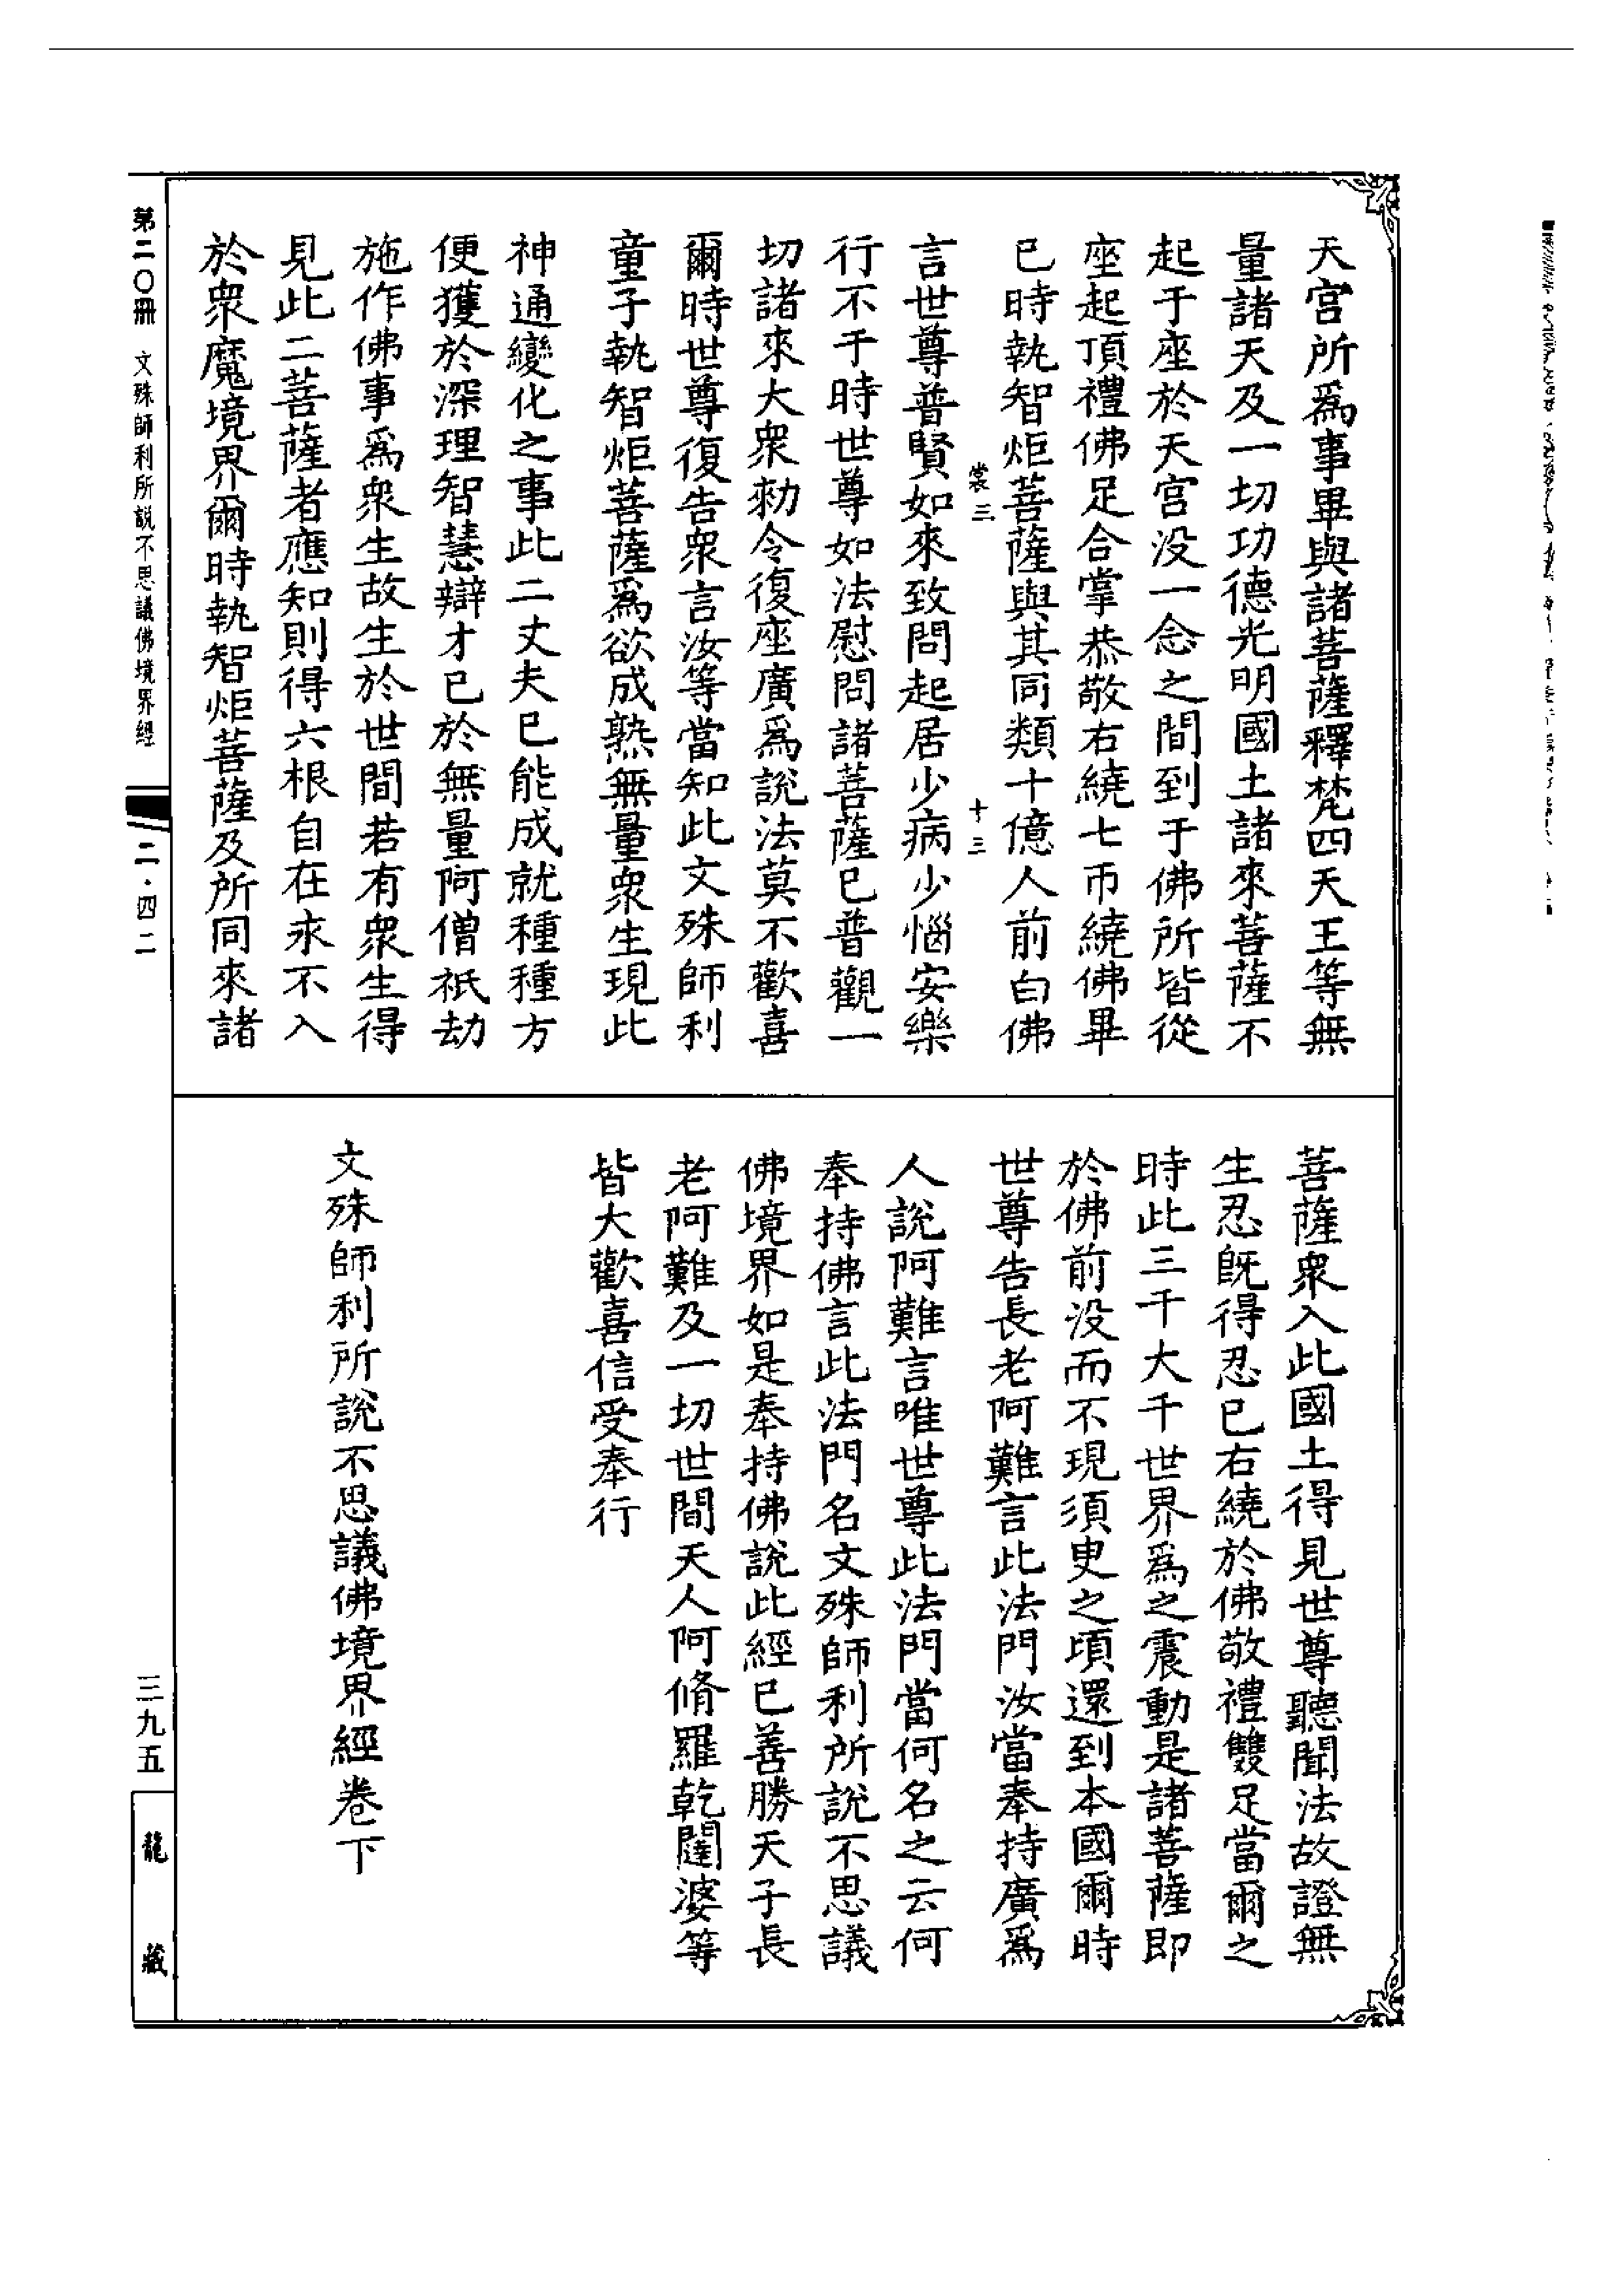 天宮所爲事畢與諸菩薩釋梵四天王等無
量諸天及一切功德光明國土諸來菩薩不
起于座於天宮没一念之間到于佛所皆從
座起頂禮佛足合掌恭敬右繞七帀繞佛畢
已時執智炬菩薩與其同類十億人前白佛
裳三 十三
言世尊普賢如來致問起居少病少惱安樂
行不于時世尊如法慰問諸菩薩已普觀一
切諸來大衆勑令復座廣爲說法莫不歡喜
爾時世尊復告衆言汝等當知此文殊師利
童子執智炬菩薩爲欲成熟無量衆生現此
神通變化之事此二丈夫已能成就種種方
便獲於深理智慧辯才已於無量阿僧祇劫
施作佛事爲衆生故生於世間若有衆生得
見此二菩薩者應知則得六根自在永不入
於衆魔境界爾時執智炬菩薩及所同來諸
菩薩衆入此國土得見世尊聽聞法故證無
生忍既得忍已右繞於佛敬禮雙足當爾之
時此三千大千世界爲之震動是諸菩薩即
於佛前没而不現須臾之頃還到本國爾時
世尊告長老阿難言此法門汝當奉持廣爲
人說阿難言唯世尊此法門當何名之云何
奉持佛言此法門名文殊師利所說不思議
佛境界如是奉持佛說此經已善勝天子長
老阿難及一切世間天人阿脩羅乾闥婆等
皆大歡喜信受奉行
文殊師利所說不思議佛境界經卷下
第二〇冊 文殊師利所説不思議佛境界經
二·四二
三九五
龍藏